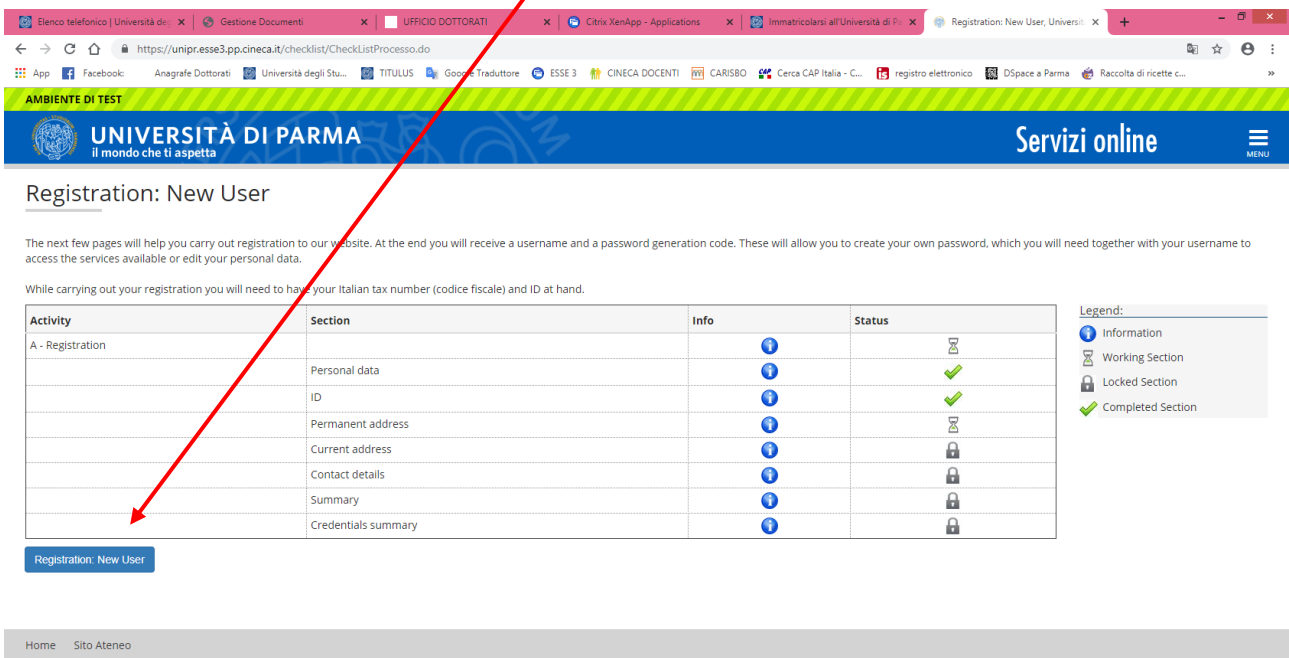 Elenco telefonico | Università deg
Gestione Documenti
UFFICIO DOTTORATI
Citrix XenApp - Applications
Immatricolarsi all'Università di Pa
Registration: New User, Universit
https://unipr.esse3.pp.cineca.it/checklist/CheckListProcesso.do
App Facebook: Anagrafe Dottorati Università degli Stu... TITULUS Google Traduttore ESSE 3 CINECA DOCENTI CARISBO Cerca CAP Italia - C... registro elettronico DSpace a Parma Raccolta di ricette c... »
AMBIENTE DI TEST
UNIVERSITÀ DI PARMA
il mondo che ti aspetta
Servizi online
MENU
Registration: New User
The next few pages will help you carry out registration to our website. At the end you will receive a username and a password generation code. These will allow you to create your own password, which you will need together with your username to
access the services available or edit your personal data.
While carrying out your registration you will need to have your Italian tax number (codice fiscale) and ID at hand.
Activity Section Info Status
A - Registration
Personal data
ID
Permanent address
Current address
Contact details
Summary
Credentials summary
Legend:
Information
Working Section
Locked Section
Completed Section
Registration: New User
Home Sito Ateneo